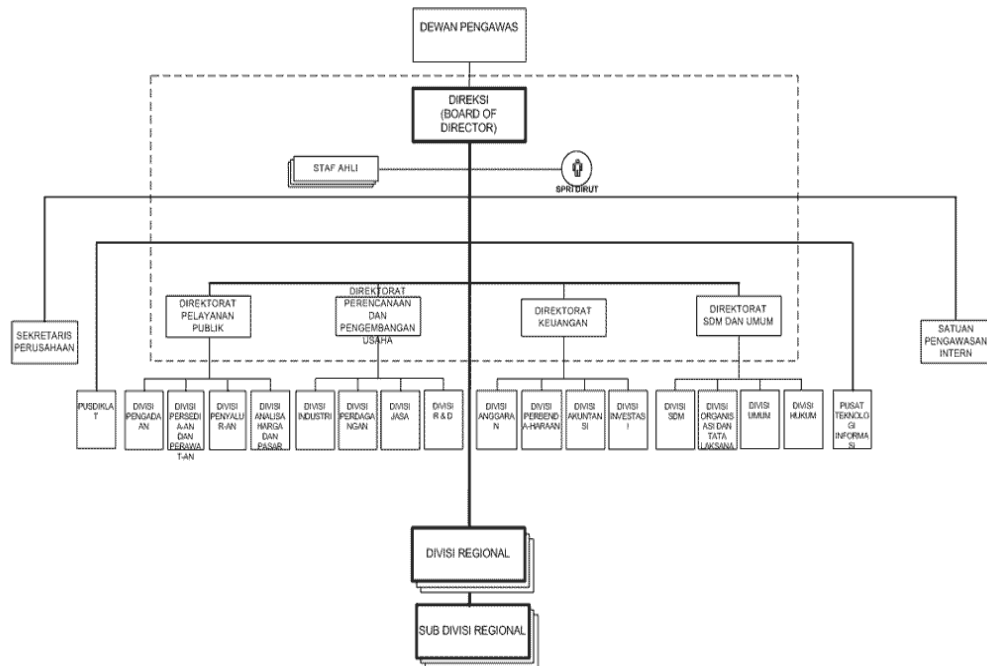 DEWAN PENGAWAS
DIREKSI
(BOARD OF
DIRECTOR)
STAF AHLI
SPRI DIRUT
DIREKTORAT
PELAYANAN
PUBLIK
DIREKTORAT
PERENCANAAN
DAN
PENGEMBANGAN
USAHA
DIREKTORAT
KEUANGAN
DIREKTORAT
SDM DAN UMUM
SEKRETARIS
PERUSAHAAN
SATUAN
PENGAWASAN
INTERN
PUSDIKLA
T
DIVISI
PENGADA
AN
DIVISI
PERSEDI
A-AN
DAN
PERAWA
T-AN
DIVISI
PENYALU
R-AN
DIVISI
ANALISA
HARGA
DAN
PASAR
DIVISI
INDUSTRI
DIVISI
PERDAGA
NGAN
DIVISI
JASA
DIVISI
R & D
DIVISI
ANGGARA
N
DIVISI
PERBEND
A-HARAAN
DIVISI
AKUNTAN
SI
DIVISI
INVESTAS
I
DIVISI
SDM
DIVISI
ORGANIS
ASI DAN
TATA
LAKSANA
DIVISI
UMUM
DIVISI
HUKUM
PUSAT
TEKNOLO
GI
INFORMA
SI
DIVISI REGIONAL
SUB DIVISI REGIONAL